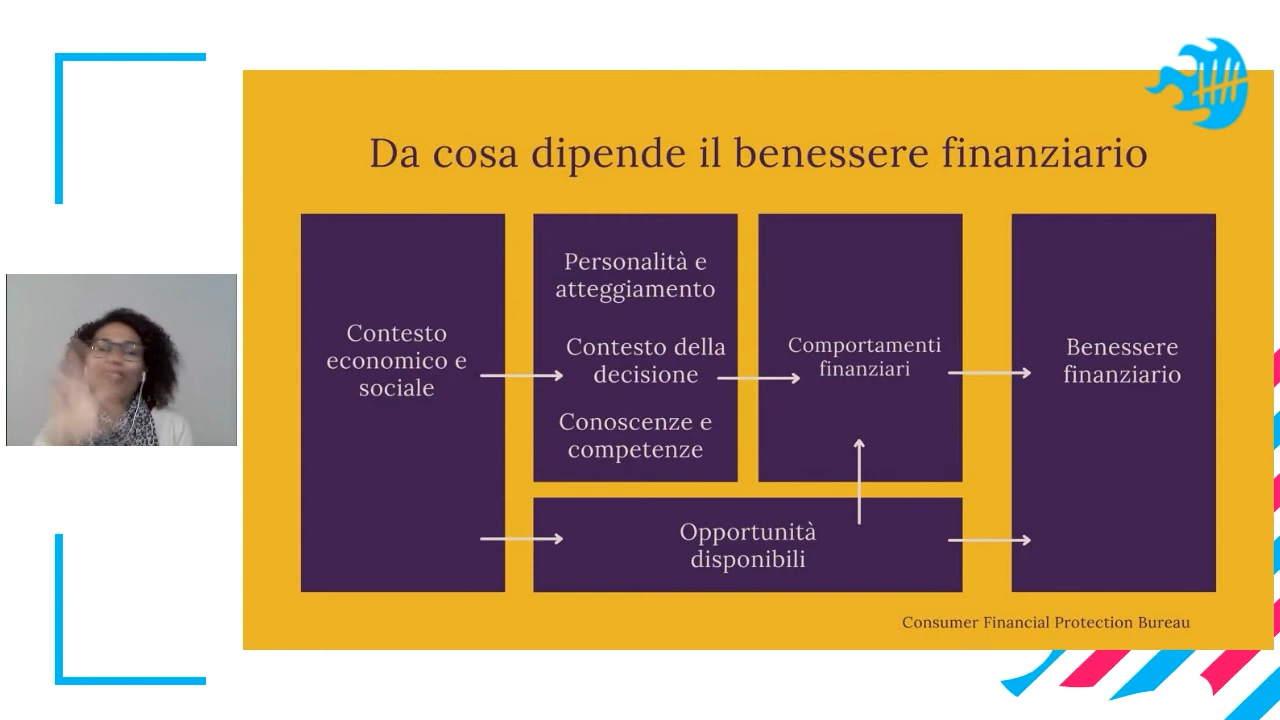 Da cosa dipende il benessere finanziario
Contesto
economico e
sociale
Personalità e
atteggiamento
Contesto della
decisione
Conoscenze e
competenze
Comportamenti
finanziari
Opportunità
disponibili
Benessere
finanziario
Consumer Financial Protection Bureau